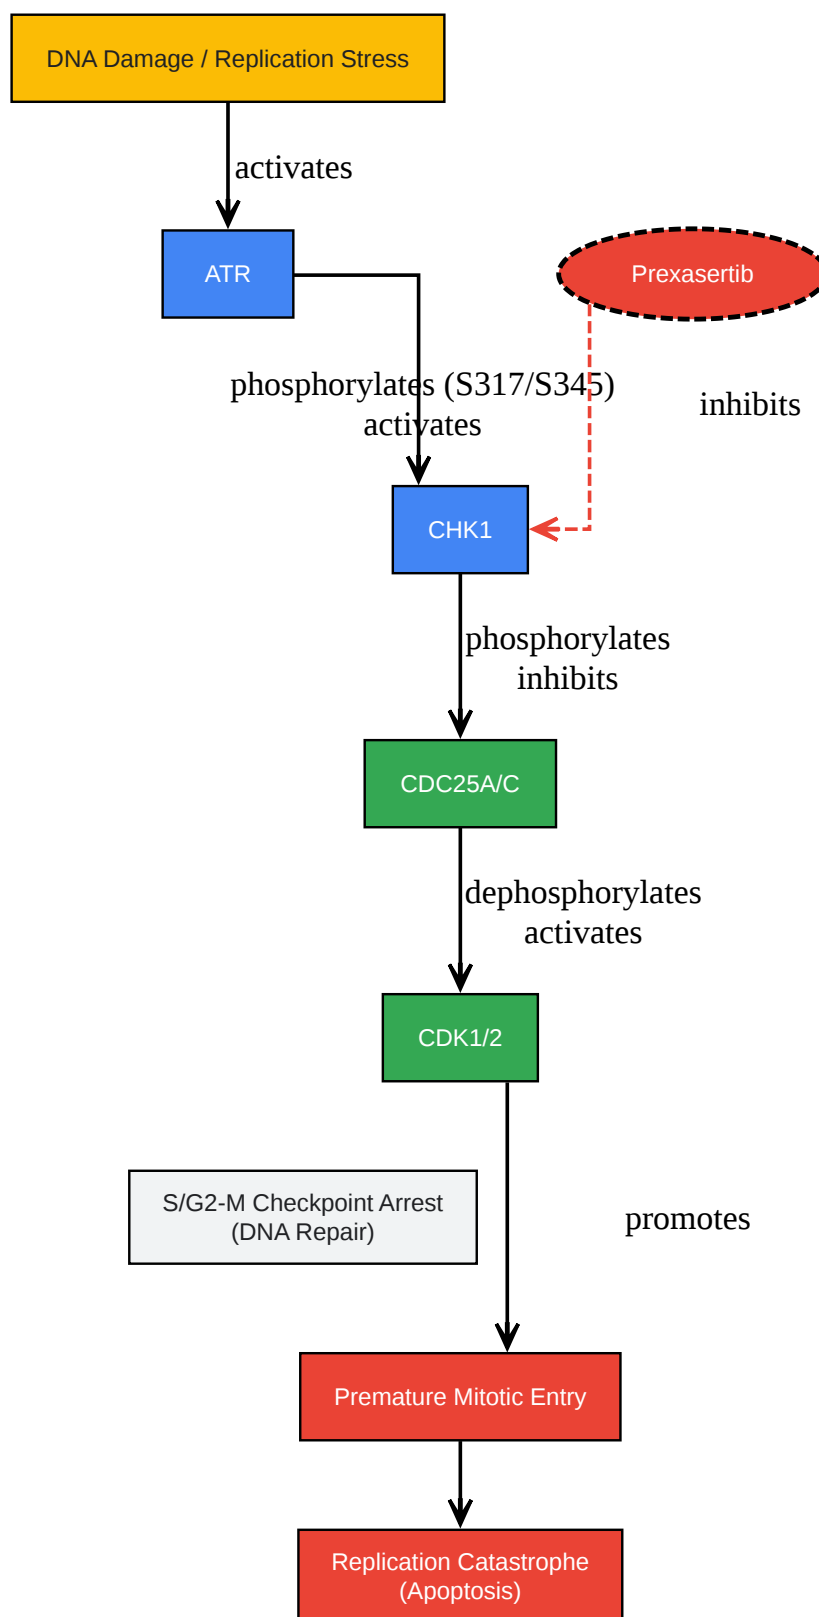 DNA Damage / Replication Stress
activates
ATR
Prexasertib
phosphorylates (S317/S345)
activates
inhibits
CHK1
phosphorylates
inhibits
CDC25A/C
dephosphorylates
activates
CDK1/2
S/G2-M Checkpoint Arrest
(DNA Repair)
promotes
Premature Mitotic Entry
Replication Catastrophe
(Apoptosis)